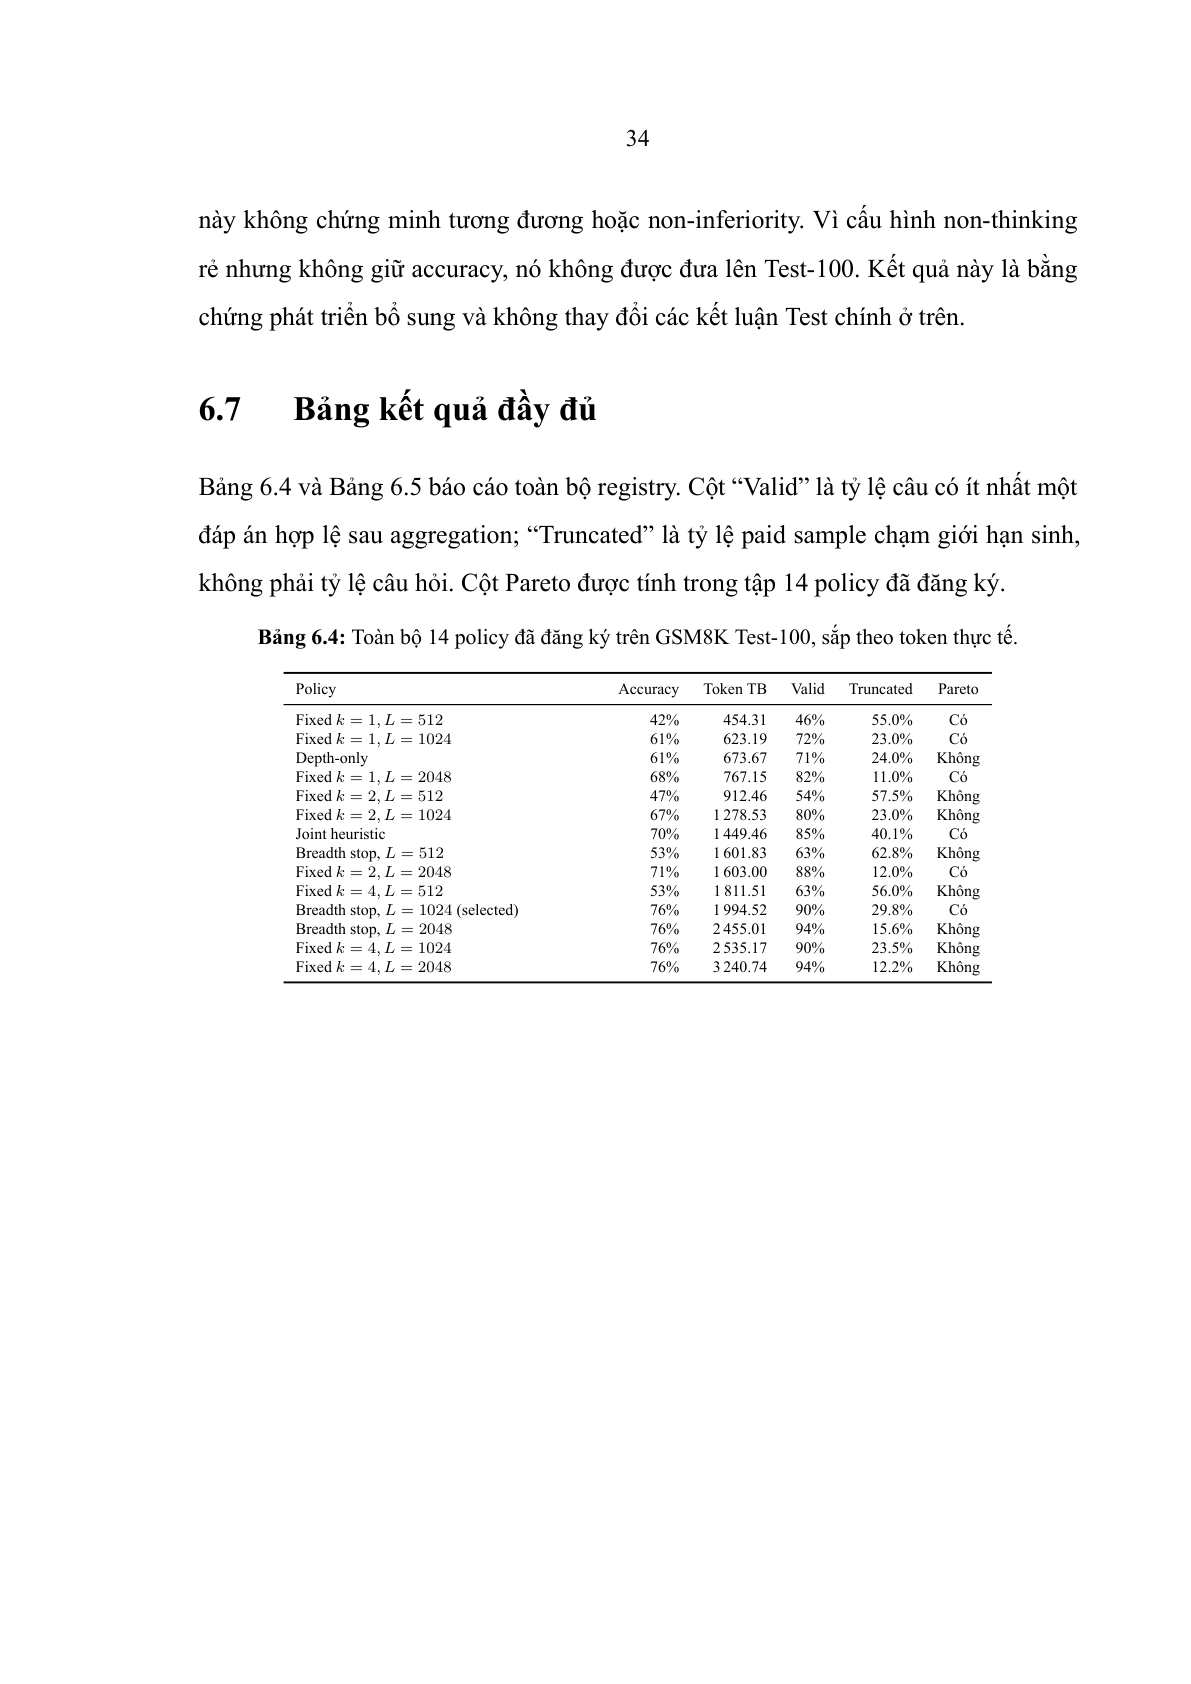 34
này không chứng minh tương đương hoặc non-inferiority. Vì cấu hình non-thinking
rẻ nhưng không giữ accuracy, nó không được đưa lên Test-100. Kết quả này là bằng
chứng phát triển bổ sung và không thay đổi các kết luận Test chính ở trên.
6.7 Bảng kết quả đầy đủ
Bảng 6.4 và Bảng 6.5 báo cáo toàn bộ registry. Cột “Valid” là tỷ lệ câu có ít nhất một
đáp án hợp lệ sau aggregation; “Truncated” là tỷ lệ paid sample chạm giới hạn sinh,
không phải tỷ lệ câu hỏi. Cột Pareto được tính trong tập 14 policy đã đăng ký.
Bảng 6.4: Toàn bộ 14 policy đã đăng ký trên GSM8K Test-100, sắp theo token thực tế.
Policy Accuracy Token TB Valid Truncated Pareto
Fixed k = 1, L = 512 42% 454.31 46% 55.0% Có
Fixed k = 1, L = 1024 61% 623.19 72% 23.0% Có
Depth-only 61% 673.67 71% 24.0% Không
Fixed k = 1, L = 2048 68% 767.15 82% 11.0% Có
Fixed k = 2, L = 512 47% 912.46 54% 57.5% Không
Fixed k = 2, L = 1024 67% 1 278.53 80% 23.0% Không
Joint heuristic 70% 1 449.46 85% 40.1% Có
Breadth stop, L = 512 53% 1 601.83 63% 62.8% Không
Fixed k = 2, L = 2048 71% 1 603.00 88% 12.0% Có
Fixed k = 4, L = 512 53% 1 811.51 63% 56.0% Không
Breadth stop, L = 1024 (selected) 76% 1 994.52 90% 29.8% Có
Breadth stop, L = 2048 76% 2 455.01 94% 15.6% Không
Fixed k = 4, L = 1024 76% 2 535.17 90% 23.5% Không
Fixed k = 4, L = 2048 76% 3 240.74 94% 12.2% Không